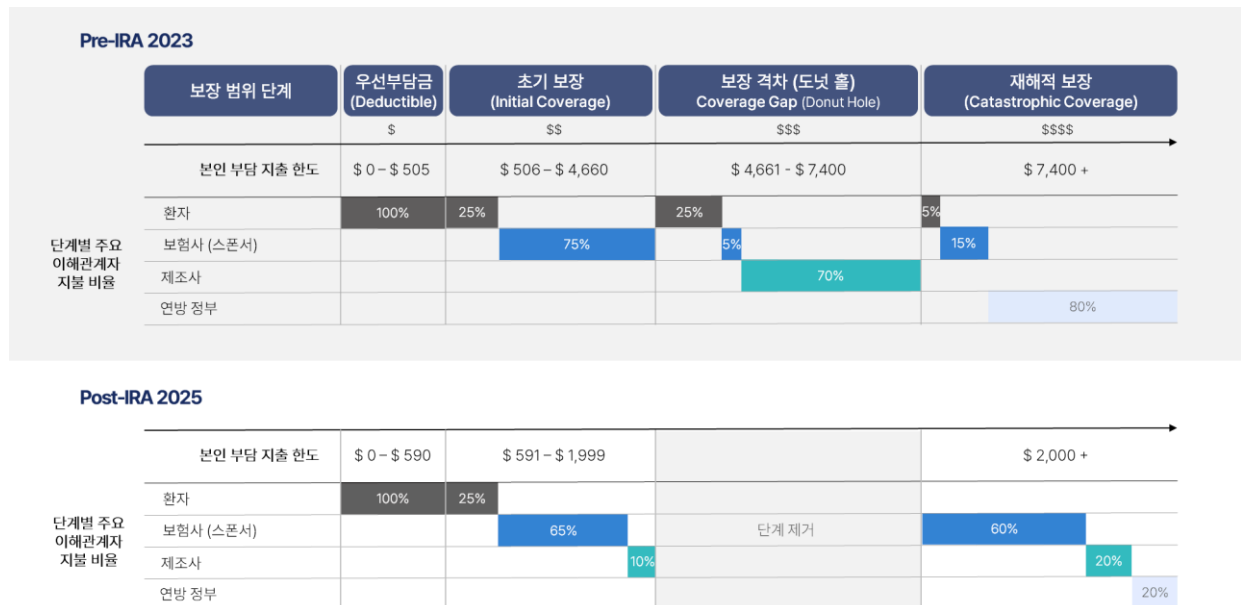 Pre-IRA 2023
보장 범위 단계
우선부담금
(Deductible)
초기 보장
(Initial Coverage)
보장 격차 (도넛 홀)
Coverage Gap (Donut Hole)
재해적 보장
(Catastrophic Coverage)
$ $$ $$$ $$$$
본인 부담 지출 한도 $ 0 – $ 505 $ 506 – $ 4,660 $ 4,661 - $ 7,400 $ 7,400 +
단계별 주요
이해관계자
지불 비율
환자 100% 25% 25% 5%
보험사 (스폰서) 75% 5% 15%
제조사 70%
연방 정부 80%
Post-IRA 2025
본인 부담 지출 한도 $ 0 – $ 590 $ 591 – $ 1,999 $ 2,000 +
단계별 주요
이해관계자
지불 비율
환자 100% 25%
보험사 (스폰서) 65% 단계 제거 60%
제조사 10% 20%
연방 정부 20%